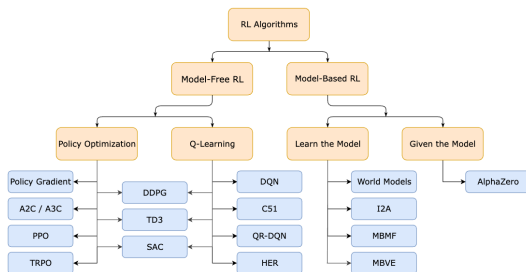 RL Algorithms
Model-Free RL
Model-Based RL
Policy Optimization
Q-Learning
Learn the Model
Given the Model
Policy Gradient
DDPG
DQN
World Models
AlphaZero
A2C / A3C
TD3
C51
I2A
PPO
SAC
QR-DQN
MBMF
TRPO
HER
MBVE